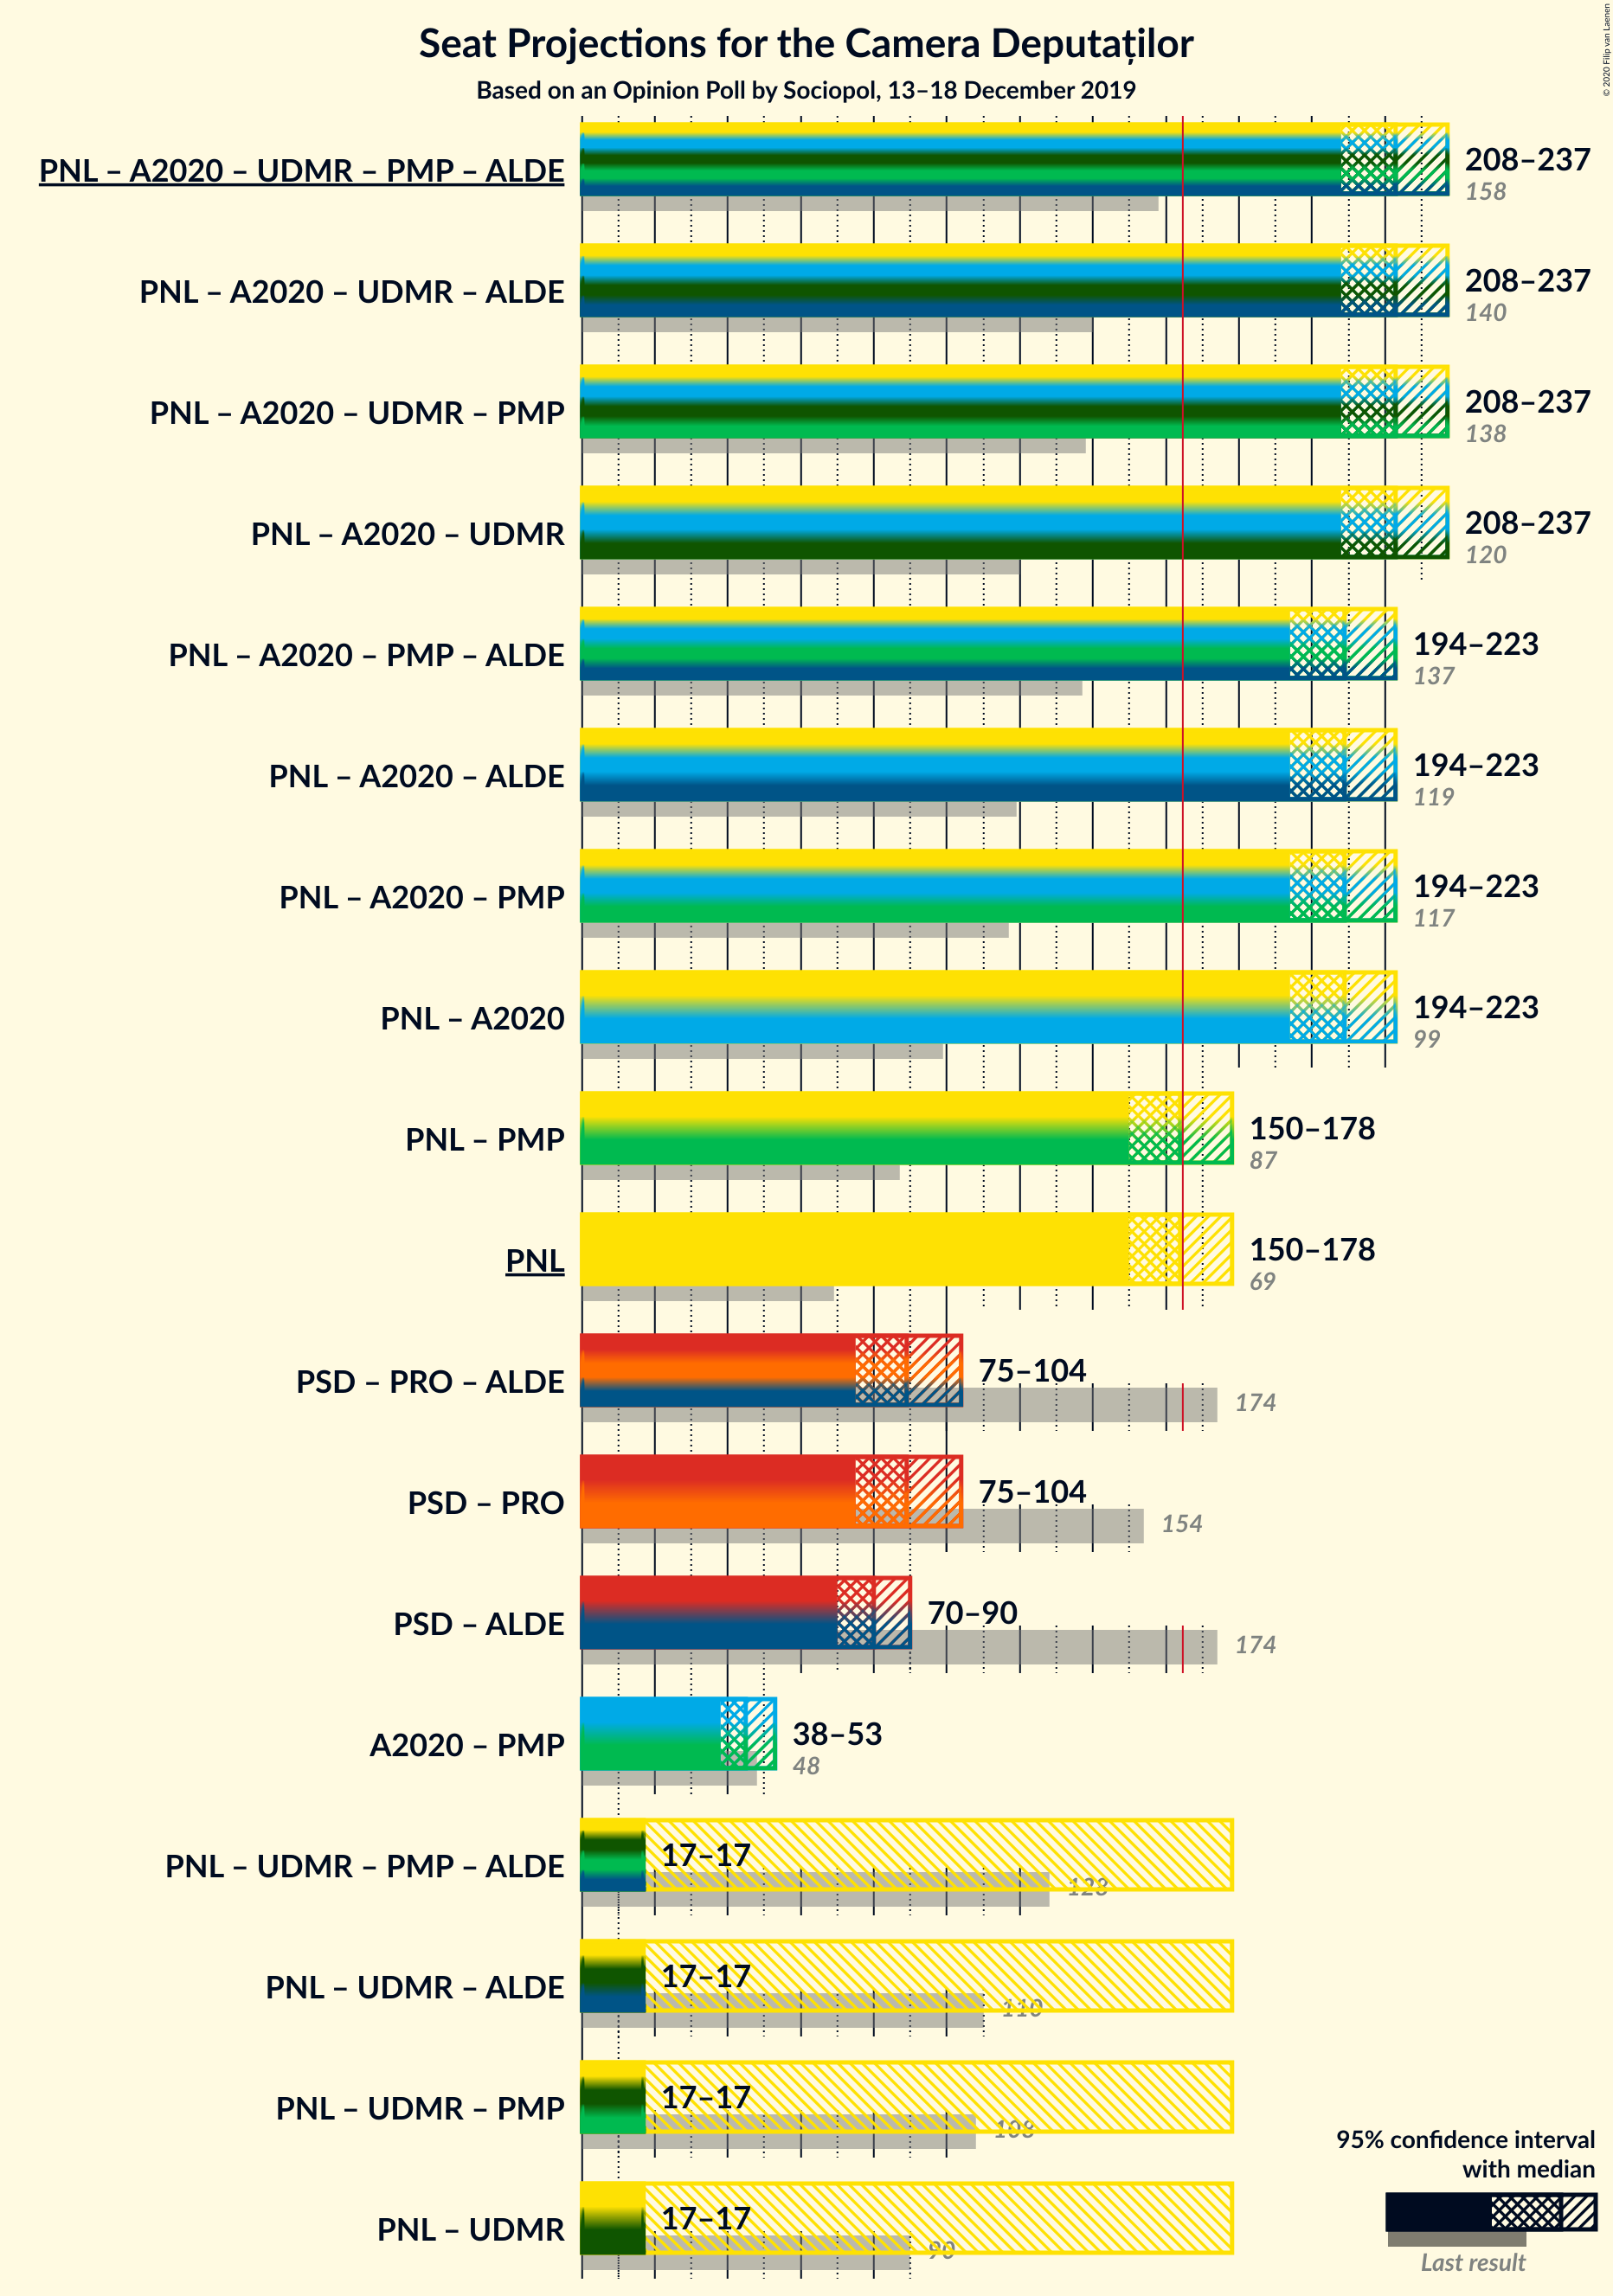 © 2020 Filip van Laenen
Seat Projections for the Camera Deputaților
Based on an Opinion Poll by Sociopol, 13–18 December 2019
PNL – A2020 – UDMR – PMP – ALDE
208–237
158
PNL – A2020 – UDMR – ALDE
208–237
140
PNL – A2020 – UDMR – PMP
208–237
138
PNL – A2020 – UDMR
208–237
120
PNL – A2020 – PMP – ALDE
194–223
137
PNL – A2020 – ALDE
194–223
119
PNL – A2020 – PMP
194–223
117
PNL – A2020
194–223
99
PNL – PMP
150–178
87
PNL
150–178
69
PSD – PRO – ALDE
75–104
174
PSD – PRO
75–104
154
PSD – ALDE
70–90
174
A2020 – PMP
38–53
48
PNL – UDMR – PMP – ALDE
17–17
128
PNL – UDMR – ALDE
17–17
110
PNL – UDMR – PMP
17–17
108
PNL – UDMR
17–17
90
95% confidence interval
with median
Last result